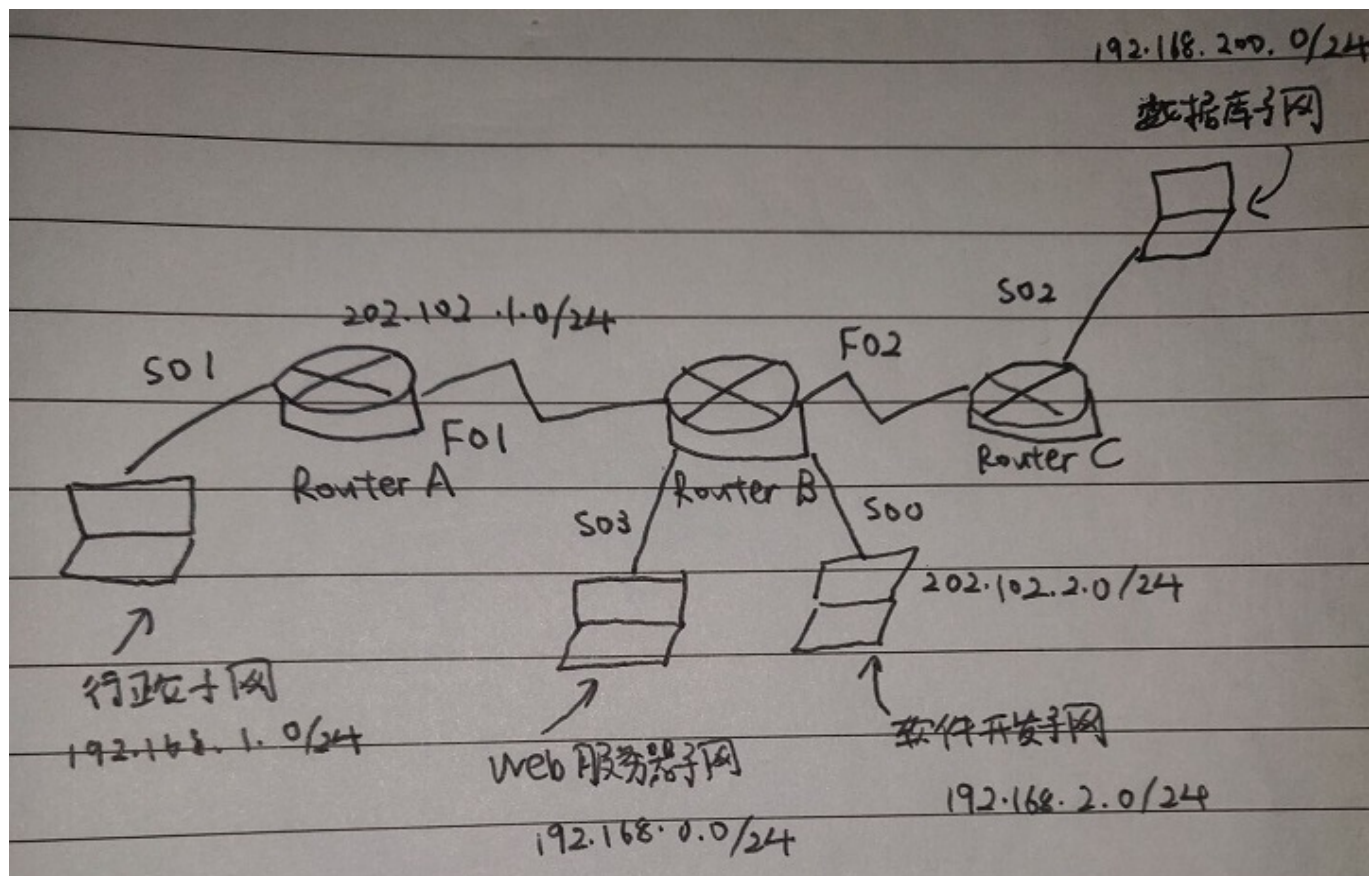 192.168.200.0/24
数据库子网
S02
202.102.1.0/24
F02
S01
F01
Router A
Router B
Router C
S03
S00
202.102.2.0/24
行政子网
192.168.1.0/24
Web服务器子网
软件开发子网
192.168.2.0/24
192.168.0.0/24